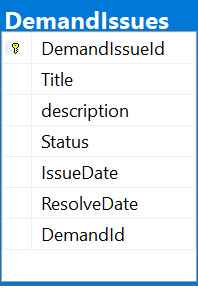 DemandIssues
DemandIssueId
Title
description
Status
IssueDate
ResolveDate
DemandId